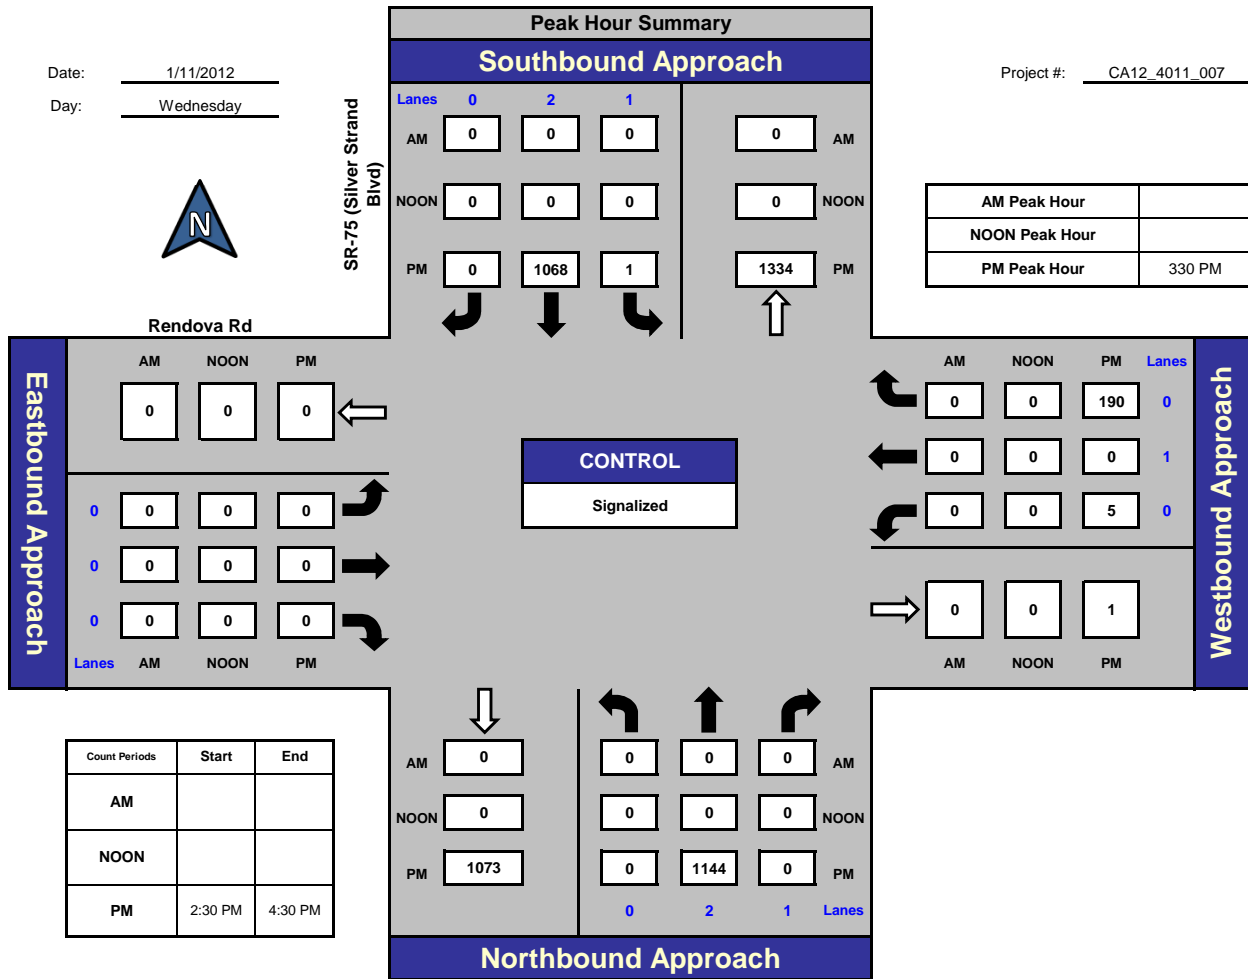 Peak Hour Summary
Southbound Approach
Date: 1/11/2012
Project #: CA12_4011_007
Day: Wednesday
SR-75 (Silver Strand
Blvd)
Lanes 0 2 1
AM 0 0 0 0 AM
NOON 0 0 0 0 NOON
PM 0 1068 1 1334 PM
N
AM Peak Hour
NOON Peak Hour
PM Peak Hour 330 PM
Rendova Rd
Eastbound Approach
AM NOON PM
0 0 0
0 0 0 0
0 0 0 0
0 0 0 0
Lanes AM NOON PM
CONTROL
Signalized
AM NOON PM Lanes
0 0 190 0
0 0 0 1
0 0 5 0
0 0 1
AM NOON PM
Westbound Approach
Count Periods Start End
AM
NOON
PM 2:30 PM 4:30 PM
AM 0 0 0 0 AM
NOON 0 0 0 0 NOON
PM 1073 0 1144 0 PM
0 2 1 Lanes
Northbound Approach